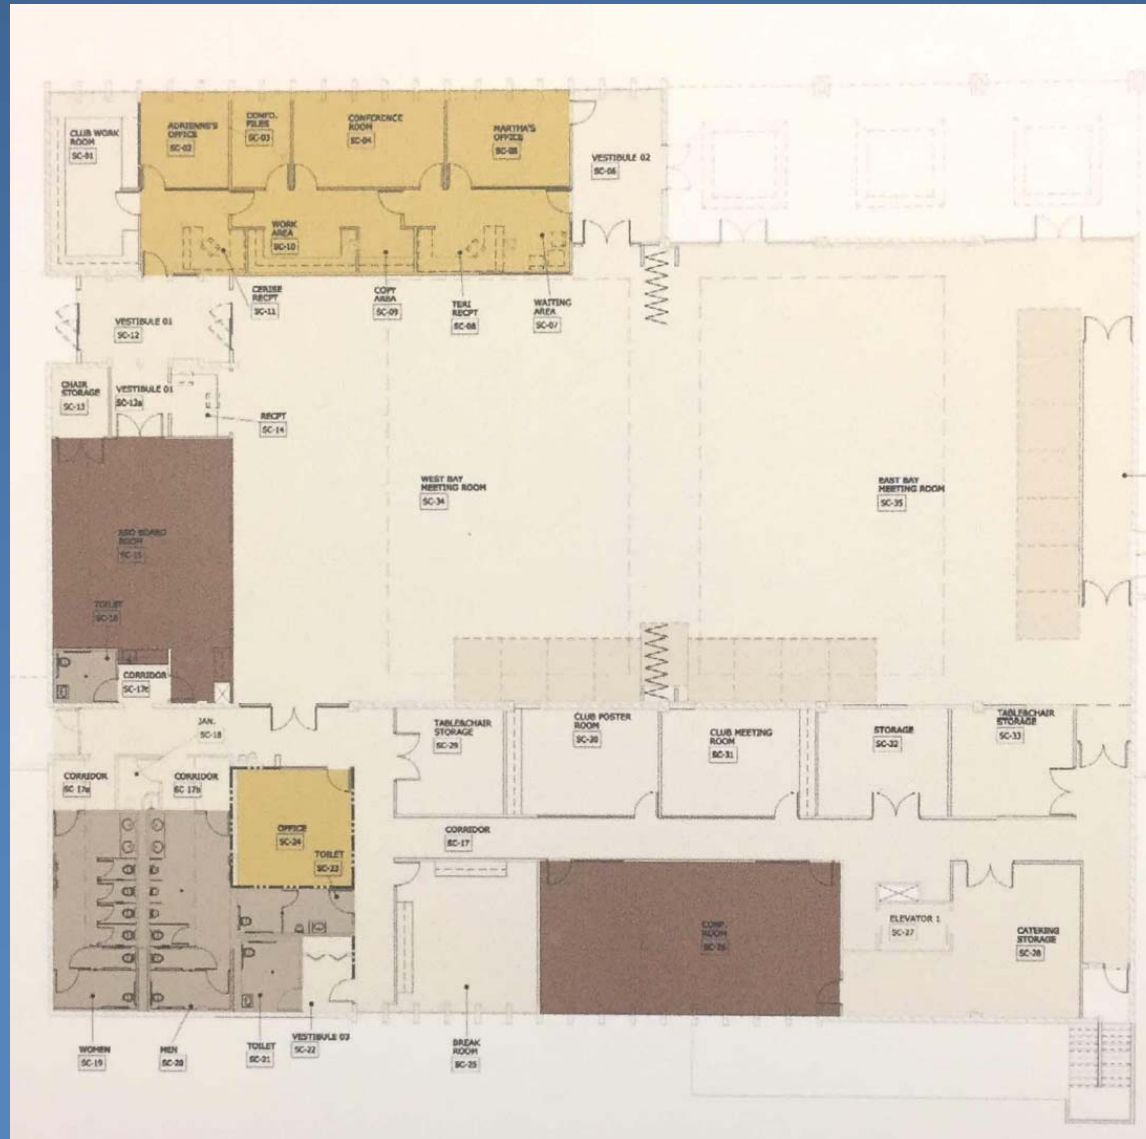 CLUB WORK
ROOM
SC-01
ADRIENNE'S
OFFICE
SC-02
CONFD.
FILES
SC-03
CONFERENCE
ROOM
SC-04
MARTHA'S
OFFICE
VESTIBULE 02
SC-06
WORK
AREA
SC-10
CERISE
RECPT
SC-11
COPY
AREA
SC-09
TERI
RECPT
SC-08
WAITING
AREA
SC-07
VESTIBULE 01
SC-12
CHAIR
STORAGE
SC-13
VESTIBULE 01
SC-12a
RECPT
SC-14
WEST BAY
MEETING ROOM
SC-34
EAST BAY
MEETING ROOM
SC-35
BOARD
ROOM
SC-15
TOILET
SC-16
CORRIDOR
SC-17c
JAN.
SC-18
TABLE&CHAIR
STORAGE
SC-29
CLUB POSTER
ROOM
SC-30
CLUB MEETING
ROOM
SC-31
STORAGE
SC-32
TABLE&CHAIR
STORAGE
SC-33
CORRIDOR
SC-17a
CORRIDOR
SC-17b
OFFICE
SC-24
TOILET
SC-23
CORRIDOR
SC-17
CONF.
ROOM
SC-26
ELEVATOR 1
SC-27
CATERING
STORAGE
SC-28
WOMEN
SC-19
MEN
SC-20
TOILET
SC-21
VESTIBULE 03
SC-22
BREAK
ROOM
SC-25